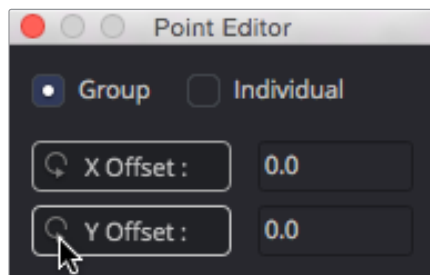 Point Editor
Group Individual
X Offset : 0.0
Y Offset : 0.0